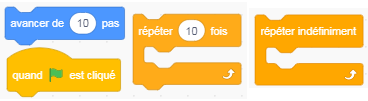 avancer de 10 pas
quand est cliqué
répéter 10 fois
répéter indéfiniment